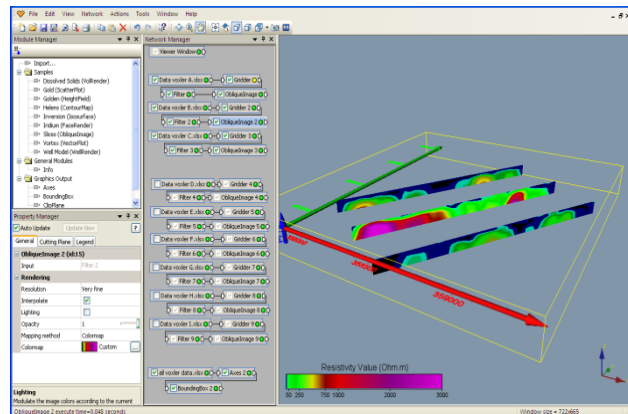 File Edit View Network Actions Tools Window Help
Module Manager
Import...
Samples
Dissolved Solids (VolRender)
Gold (ScatterPlot)
Golden (HeightField)
Helens (ContourMap)
Inversion (Isosurface)
Iridium (FaceRender)
Slices (ObliqueImage)
Vortex (VectorPlot)
Well Model (WellRender)
General Modules
Info
Graphics Output
Axes
BoundingBox
ClipPlane
Property Manager
Auto Update Update Now ?
General Cutting Plane Legend
ObliqueImage 2 (id:15)
Input Filter 2
Rendering
Resolution Very fine
Interpolate
Lighting
Opacity 1
Mapping method Colormap
Colormap Custom ...
Lighting
Modulate the image colors according to the current
ObliqueImage 2 execute time=0.048 seconds
Network Manager
Viewer Window
Data voxler A.xlsx Gridder
Filter ObliqueImage
Data voxler B.xlsx Gridder 2
Filter 2 ObliqueImage 2
Data voxler C.xlsx Gridder 3
Filter 3 ObliqueImage 3
Data voxler D.xlsx Gridder 4
Filter 4 ObliqueImage 4
Data voxler E.xlsx Gridder 5
Filter 5 ObliqueImage 5
Data voxler F.xlsx Gridder 6
Filter 6 ObliqueImage 6
Data voxler G.xlsx Gridder 7
Filter 7 ObliqueImage 7
Data voxler H.xlsx Gridder 8
Filter 8 ObliqueImage 8
Data voxler I.xlsx Gridder 9
Filter 9 ObliqueImage 9
all voxler data.xlsx Axes 2
BoundingBox 2
359000
Resistivity Value (Ohm.m)
50 250 750 1000 2000 3000
Window size = 722x665